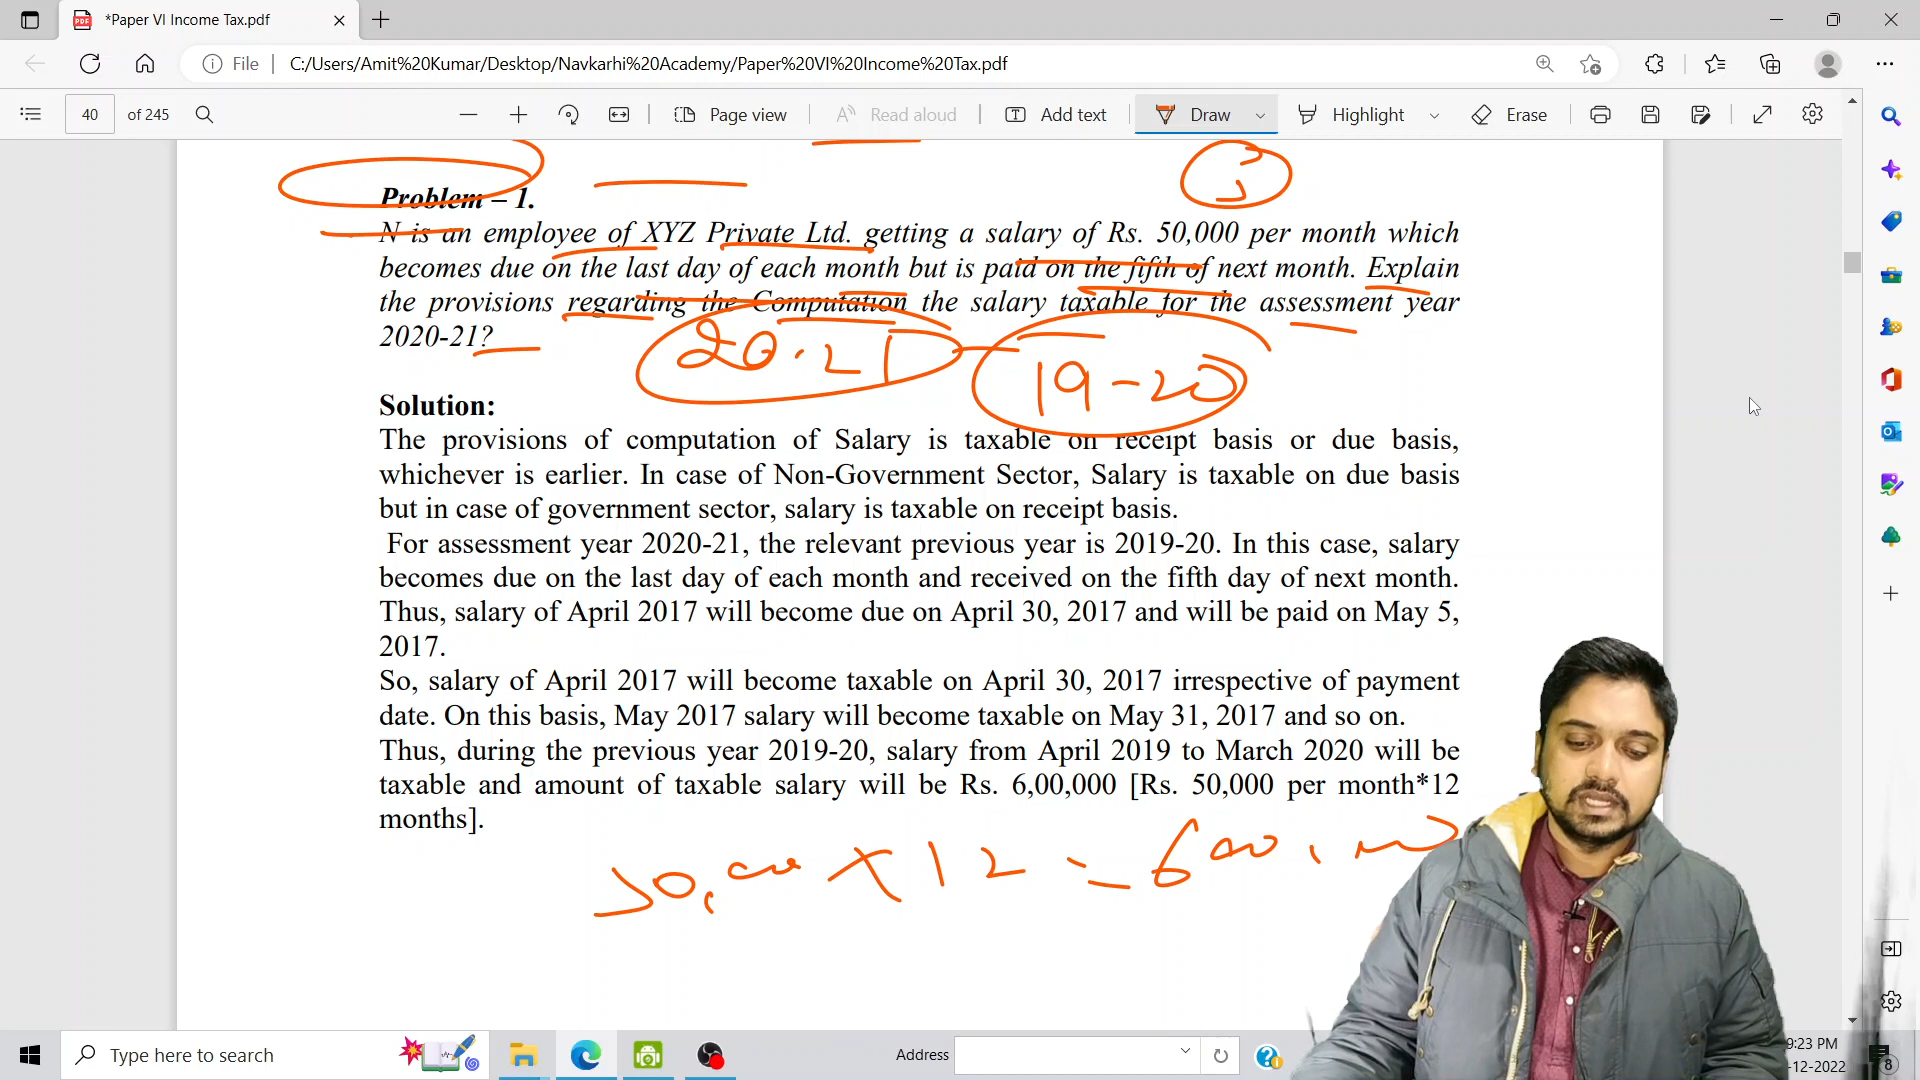 *Paper VI Income Tax.pdf
File C:/Users/Amit%20Kumar/Desktop/Navkarhi%20Academy/Paper%20VI%20Income%20Tax.pdf
40 of 245 Page view Read aloud Add text Draw Highlight Erase
Problem – 1.
N is an employee of XYZ Private Ltd. getting a salary of Rs. 50,000 per month which
becomes due on the last day of each month but is paid on the fifth of next month. Explain
the provisions regarding the Computation the salary taxable for the assessment year
2020-21?
20-21 19-20
Solution:
The provisions of computation of Salary is taxable on receipt basis or due basis,
whichever is earlier. In case of Non-Government Sector, Salary is taxable on due basis
but in case of government sector, salary is taxable on receipt basis.
For assessment year 2020-21, the relevant previous year is 2019-20. In this case, salary
becomes due on the last day of each month and received on the fifth day of next month.
Thus, salary of April 2017 will become due on April 30, 2017 and will be paid on May 5,
2017.
So, salary of April 2017 will become taxable on April 30, 2017 irrespective of payment
date. On this basis, May 2017 salary will become taxable on May 31, 2017 and so on.
Thus, during the previous year 2019-20, salary from April 2019 to March 2020 will be
taxable and amount of taxable salary will be Rs. 6,00,000 [Rs. 50,000 per month*12
months].
50,000 × 12 = 600,000
Type here to search Address 9:23 PM
-12-2022
8